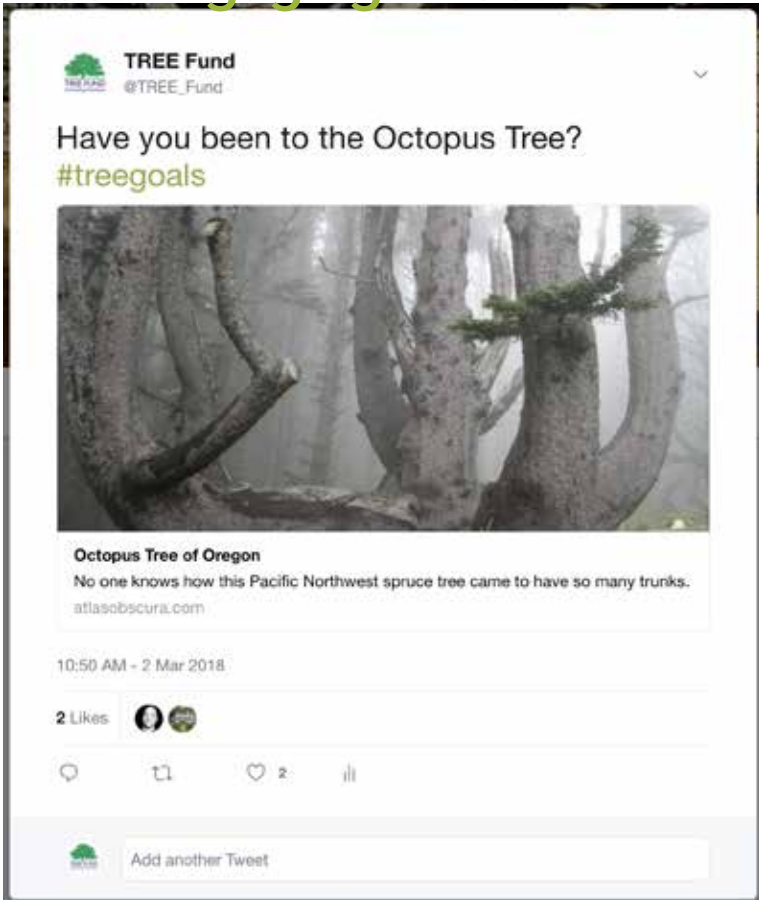 TREE Fund
@TREE_Fund
Have you been to the Octopus Tree?
#treegoals
Octopus Tree of Oregon
No one knows how this Pacific Northwest spruce tree came to have so many trunks.
atlasobscura.com
10:50 AM - 2 Mar 2018
2 Likes
2
Add another Tweet